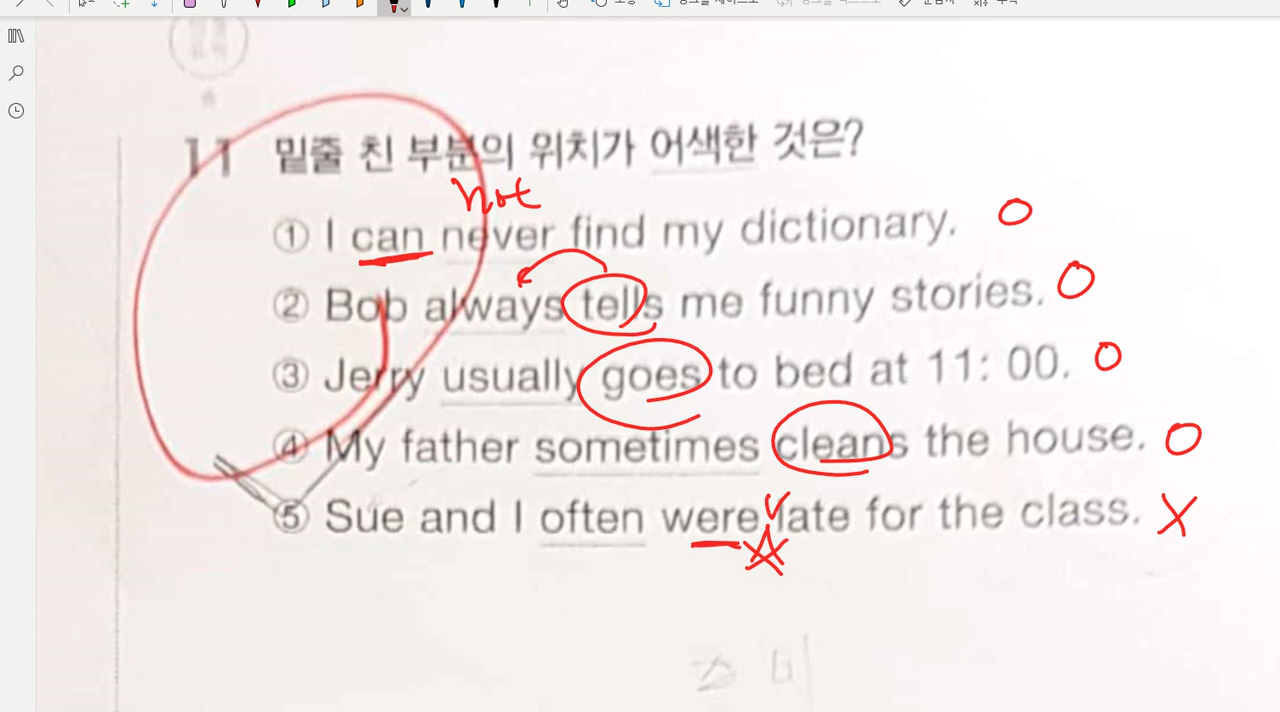 11 밑줄 친 부분의 위치가 어색한 것은?
not
① I can never find my dictionary. O
② Bob always tells me funny stories. O
③ Jerry usually goes to bed at 11: 00. O
④ My father sometimes cleans the house. O
⑤ Sue and I often were late for the class. X